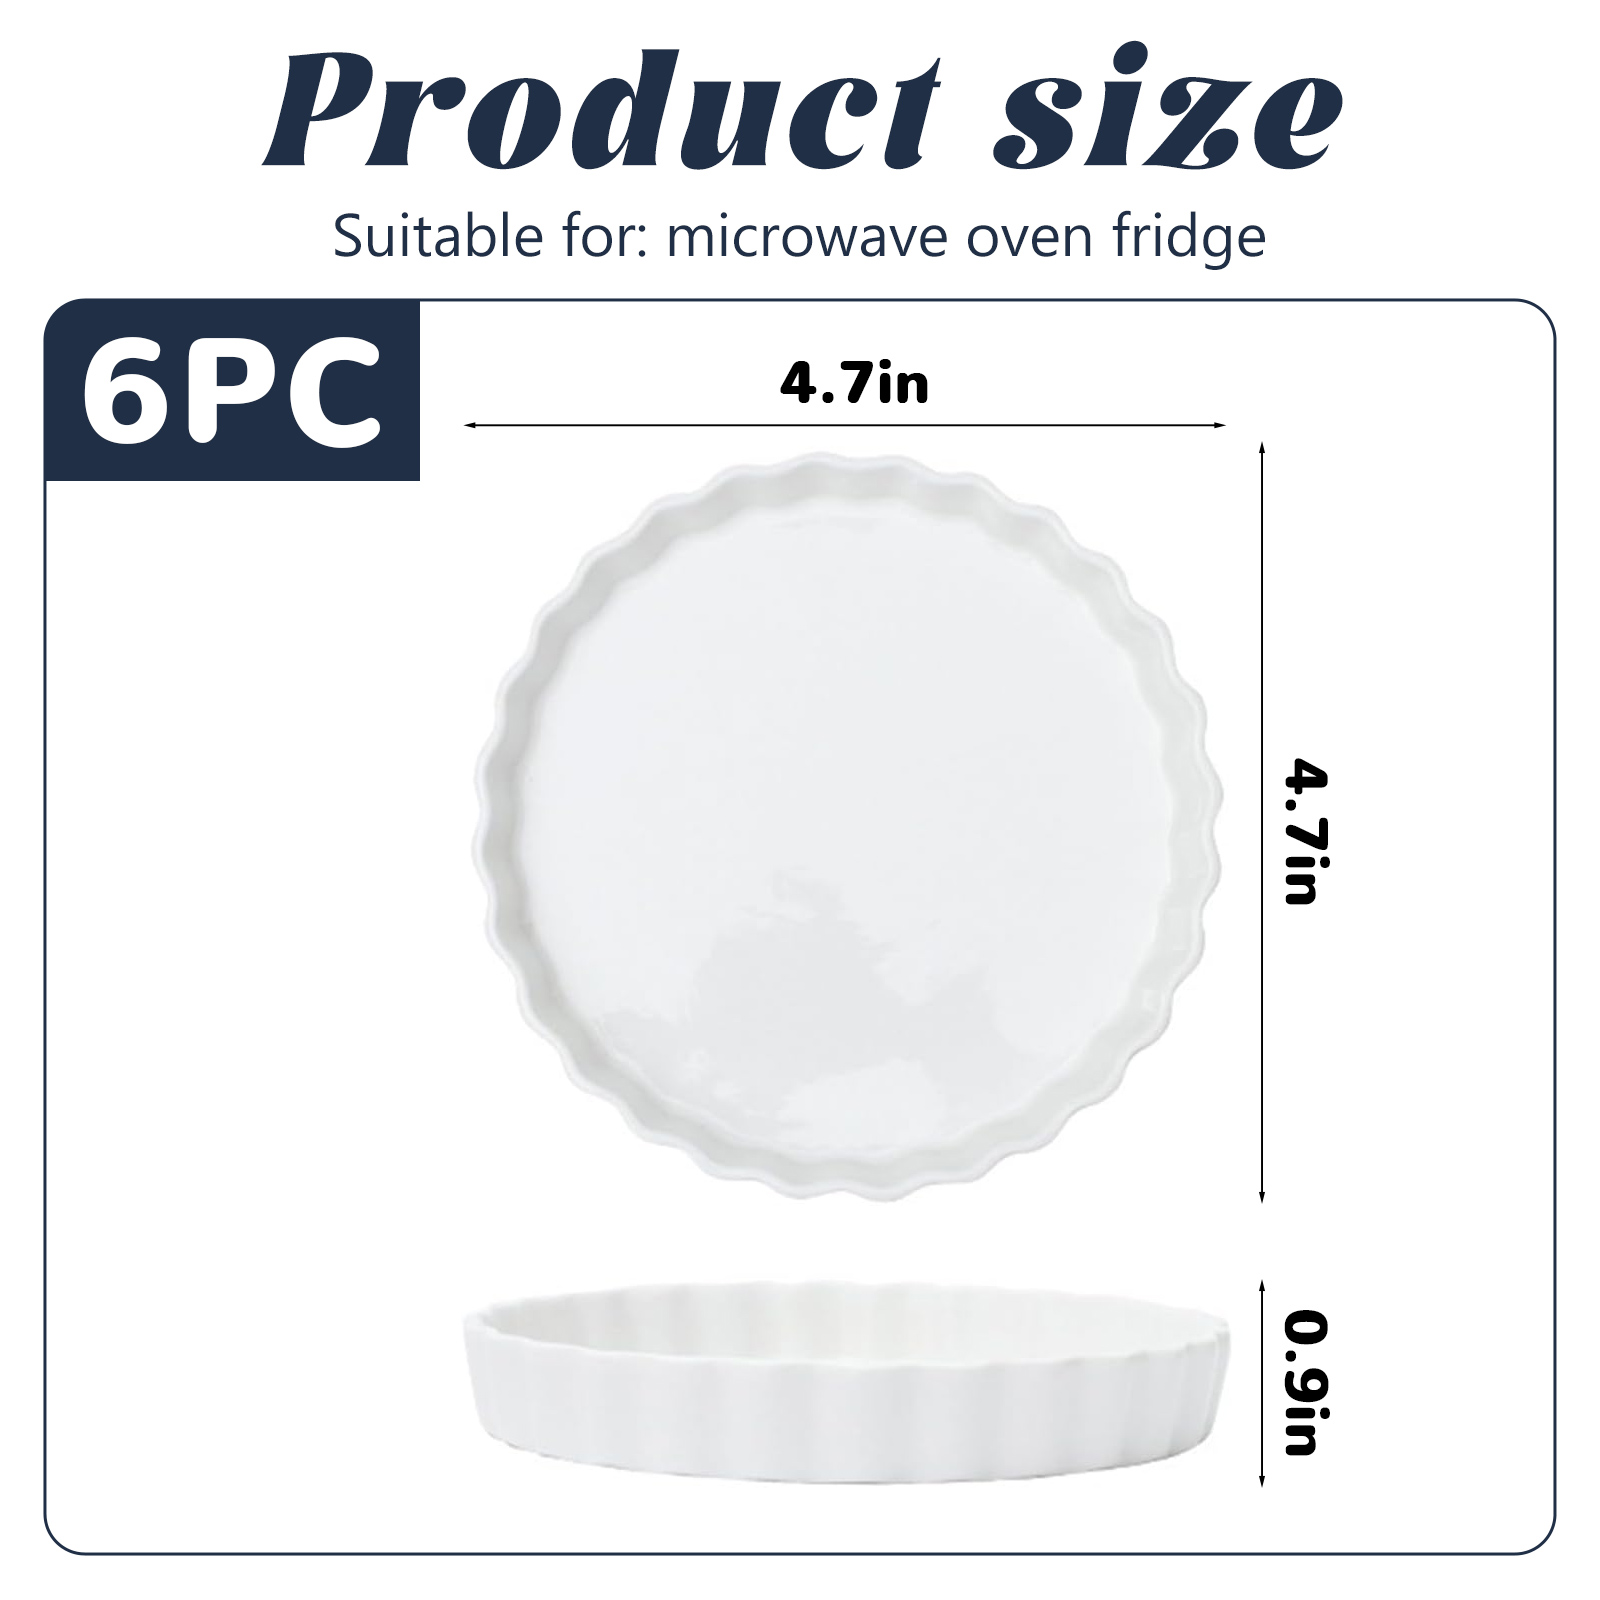 Product size
Suitable for: microwave oven fridge
6PC
4.7in
4.7in
0.9in